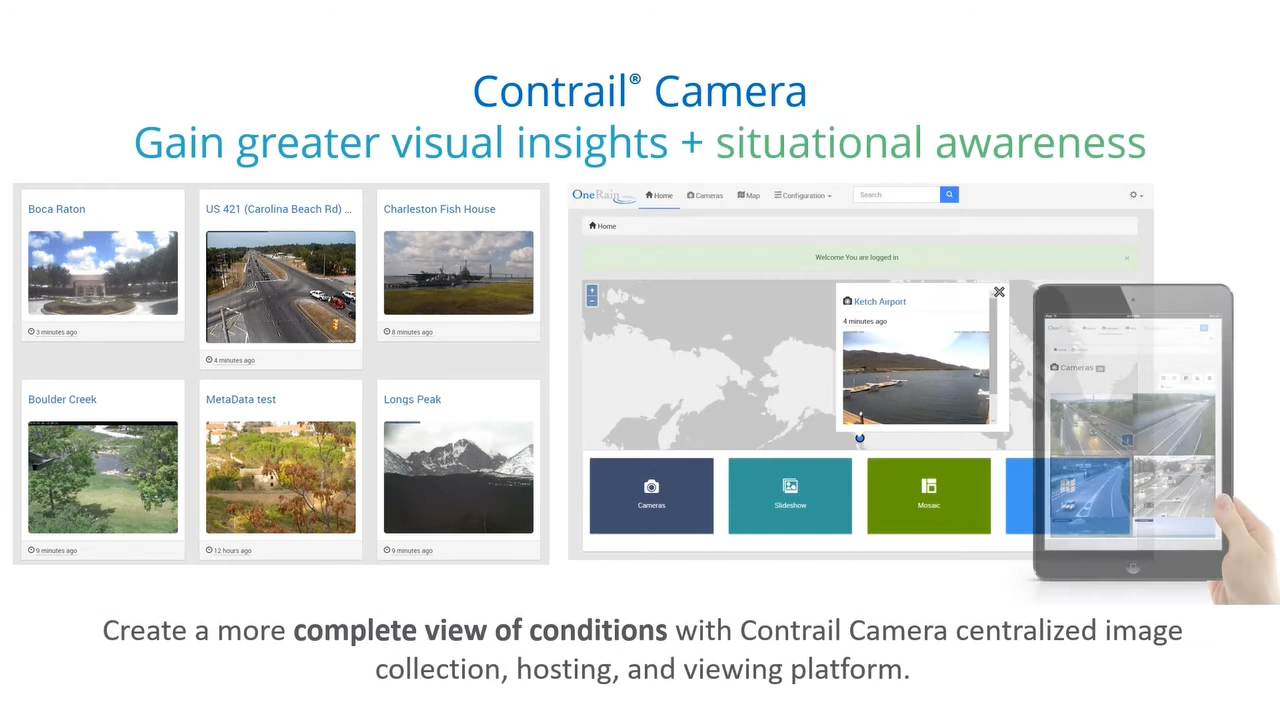 Contrail® Camera
Gain greater visual insights + situational awareness
Boca Raton
3 minutes ago
US 421 (Carolina Beach Rd) ...
4 minutes ago
Charleston Fish House
8 minutes ago
Boulder Creek
9 minutes ago
MetaData test
12 hours ago
Longs Peak
9 minutes ago
OneRain
Home
Cameras
Map
Configuration
Search
Home
Welcome You are logged in
×
+
−
Ketch Airport
4 minutes ago
Cameras
Slideshow
Mosaic
Cameras
Create a more complete view of conditions with Contrail Camera centralized image
collection, hosting, and viewing platform.